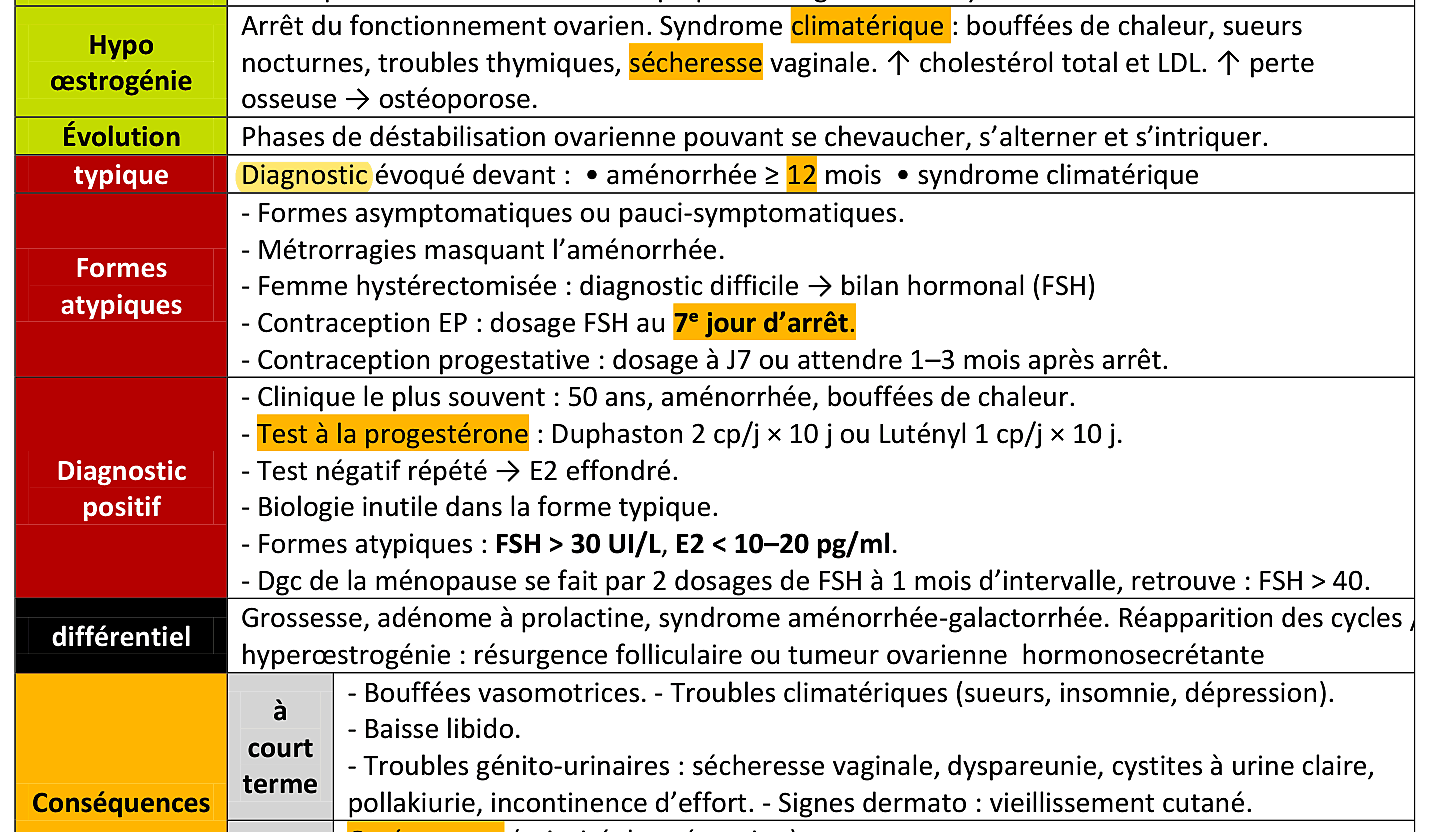 Hypo
œstrogénie
Arrêt du fonctionnement ovarien. Syndrome climatérique : bouffées de chaleur, sueurs
nocturnes, troubles thymiques, sécheresse vaginale. ↑ cholestérol total et LDL. ↑ perte
osseuse → ostéoporose.
Évolution
Phases de déstabilisation ovarienne pouvant se chevaucher, s’alterner et s’intriquer.
typique
Diagnostic évoqué devant : • aménorrhée ≥ 12 mois • syndrome climatérique
Formes
atypiques
- Formes asymptomatiques ou pauci-symptomatiques.
- Métrorragies masquant l’aménorrhée.
- Femme hystérectomisée : diagnostic difficile → bilan hormonal (FSH)
- Contraception EP : dosage FSH au 7ᵉ jour d’arrêt.
- Contraception progestative : dosage à J7 ou attendre 1–3 mois après arrêt.
Diagnostic
positif
- Clinique le plus souvent : 50 ans, aménorrhée, bouffées de chaleur.
- Test à la progestérone : Duphaston 2 cp/j × 10 j ou Lutényl 1 cp/j × 10 j.
- Test négatif répété → E2 effondré.
- Biologie inutile dans la forme typique.
- Formes atypiques : FSH > 30 UI/L, E2 < 10–20 pg/ml.
- Dgc de la ménopause se fait par 2 dosages de FSH à 1 mois d’intervalle, retrouve : FSH > 40.
différentiel
Grossesse, adénome à prolactine, syndrome aménorrhée-galactorrhée. Réapparition des cycles /
hyperœstrogénie : résurgence folliculaire ou tumeur ovarienne hormonosecrétante
Conséquences
à
court
terme
- Bouffées vasomotrices. - Troubles climatériques (sueurs, insomnie, dépression).
- Baisse libido.
- Troubles génito-urinaires : sécheresse vaginale, dyspareunie, cystites à urine claire,
pollakiurie, incontinence d’effort. - Signes dermato : vieillissement cutané.